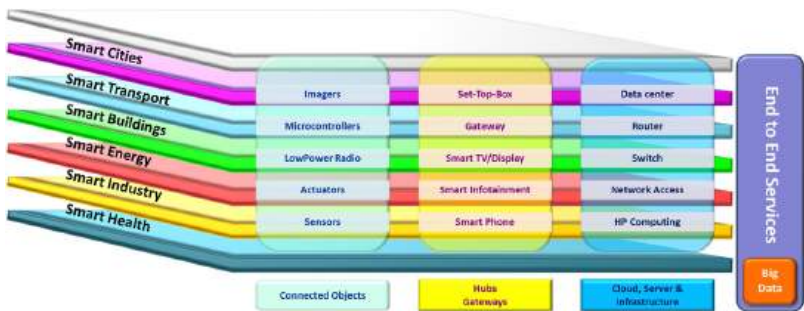 Smart Cities
Smart Transport
Smart Buildings
Smart Energy
Smart Industry
Smart Health
Imagers
Set-Top-Box
Data center
Microcontrollers
Gateway
Router
LowPower Radio
Smart TV/Display
Switch
Actuators
Smart Infotainment
Network Access
Sensors
Smart Phone
HP Computing
Connected Objects
Hubs
Gateways
Cloud, Server &
Infrastructure
End to End Services
Big
Data